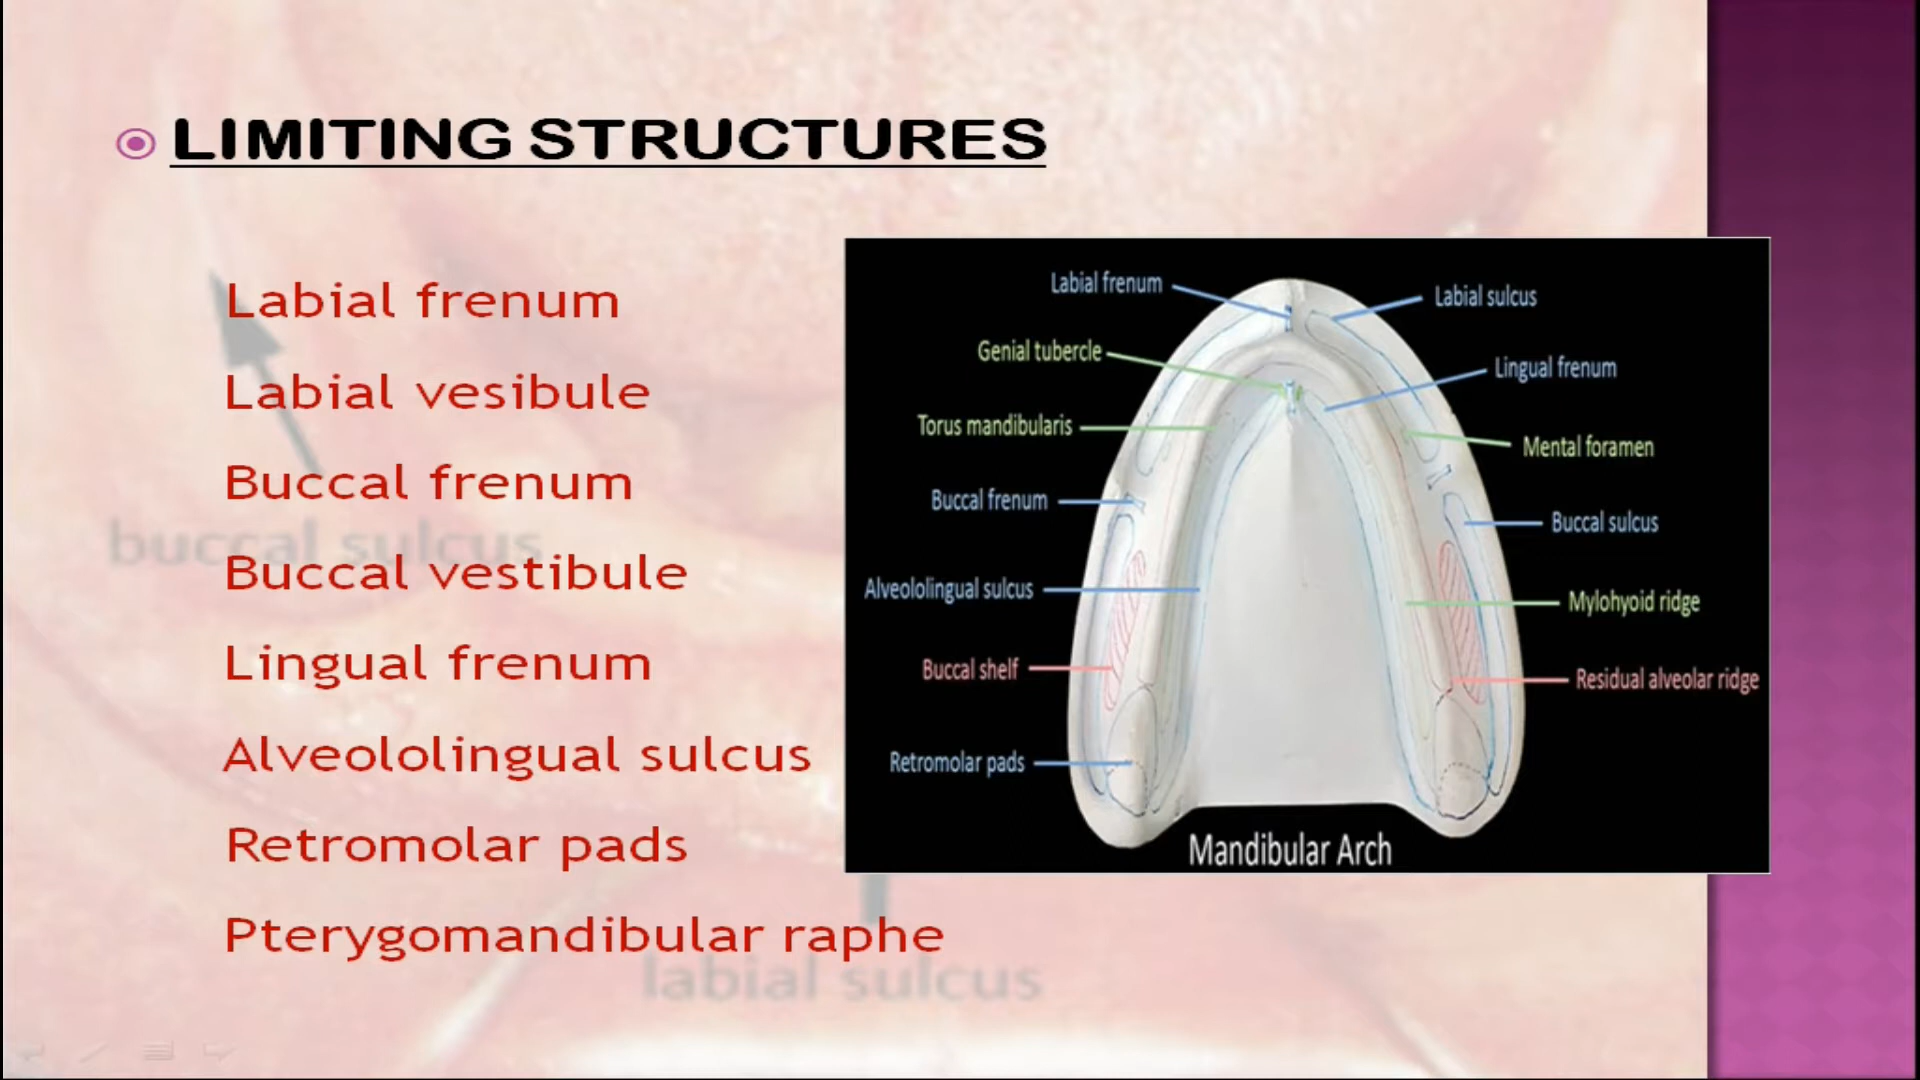 LIMITING STRUCTURES
Labial frenum
Labial vesibule
Buccal frenum
buccal sulcus
Buccal vestibule
Lingual frenum
Alveololingual sulcus
Retromolar pads
Pterygomandibular raphe
labial sulcus
Labial frenum
Genial tubercle
Torus mandibularis
Buccal frenum
Alveololingual sulcus
Buccal shelf
Retromolar pads
Labial sulcus
Lingual frenum
Mental foramen
Buccal sulcus
Mylohyoid ridge
Residual alveolar ridge
Mandibular Arch